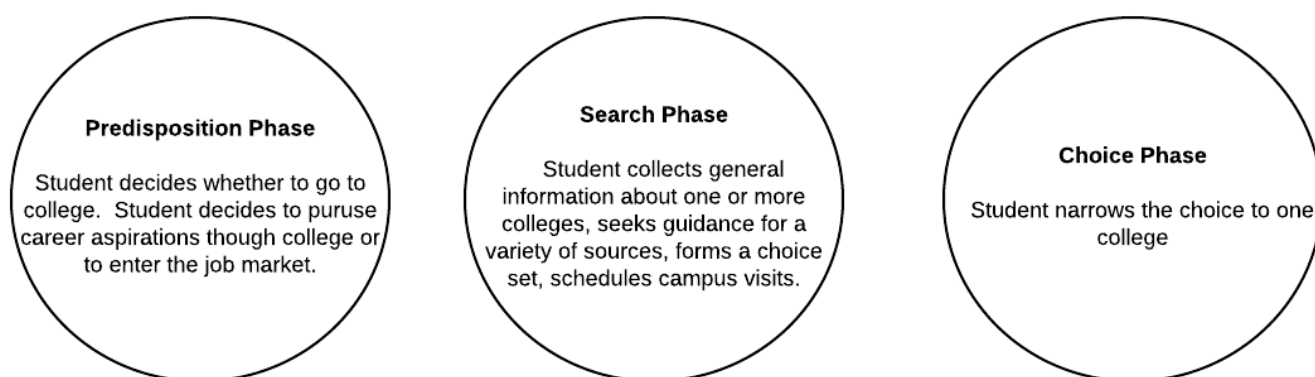 Predisposition Phase
Student decides whether to go to
college.  Student decides to puruse
career aspirations though college or
to enter the job market.
Search Phase
Student collects general
information about one or more
colleges, seeks guidance for a
variety of sources, forms a choice
set, schedules campus visits.
Choice Phase
Student narrows the choice to one
college